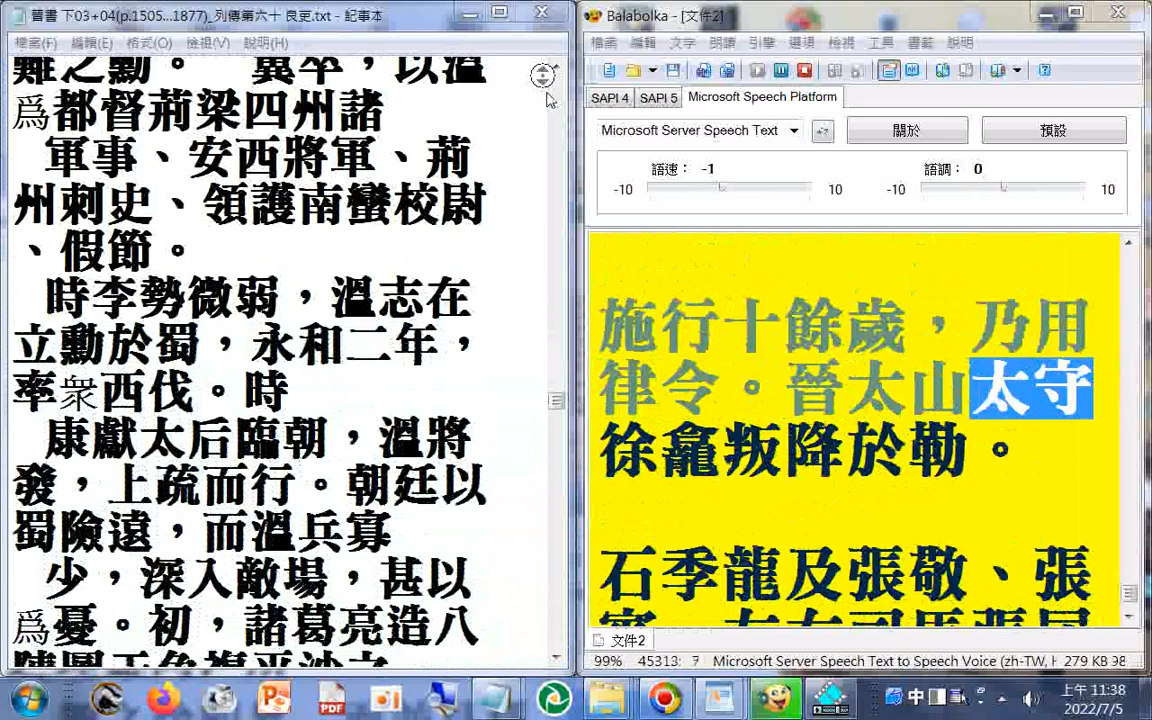 晉書 下03+04(p.1505...1877)_列傳第六十 良吏.txt - 記事本
檔案(F) 編輯(E) 格式(O) 檢視(V) 說明(H)
難之勳。 翼卒，以溫
爲都督荊梁四州諸
軍事、安西將軍、荊
州刺史、領護南蠻校尉
、假節。
時李勢微弱，溫志在
立勳於蜀，永和二年，
率衆西伐。時
康獻太后臨朝，溫將
發，上疏而行。朝廷以
蜀險遠，而溫兵寡
少，深入敵場，甚以
爲憂。初，諸葛亮造八
Balabolka - [文件2]
檔案 編輯 文字 朗讀 引擎 選項 檢視 工具 書籤 說明
SAPI 4 SAPI 5 Microsoft Speech Platform
Microsoft Server Speech Text 關於 預設
語速： -1 語調： 0
-10 10 -10 10
施行十餘歲，乃用
律令。晉太山太守
徐龕叛降於勒。
石季龍及張敬、張
文件2
99% 45313: 7 Microsoft Server Speech Text to Speech Voice (zh-TW, H 279 KB 98
中
上午 11:38
2022/7/5